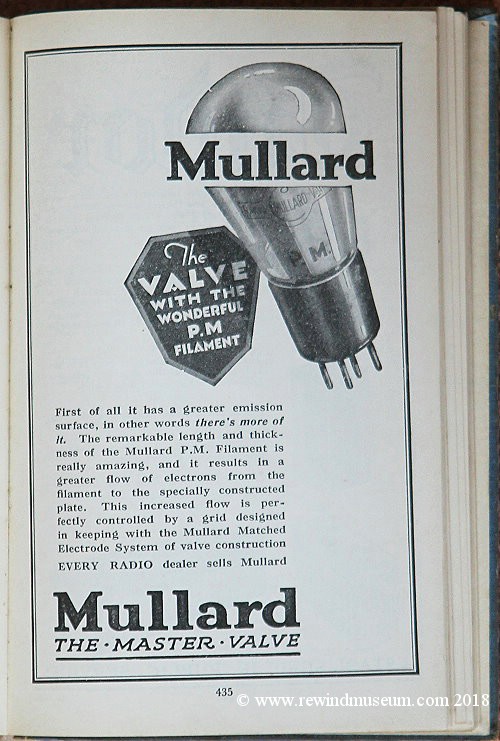 Mullard
MULLARD
P.M.
The
VALVE
WITH THE
WONDERFUL
P.M
FILAMENT
First of all it has a greater emission
surface, in other words there's more of
it. The remarkable length and thick-
ness of the Mullard P.M. Filament is
really amazing, and it results in a
greater flow of electrons from the
filament to the specially constructed
plate. This increased flow is per-
fectly controlled by a grid designed
in keeping with the Mullard Matched
Electrode System of valve construction
EVERY RADIO dealer sells Mullard
Mullard
THE·MASTER·VALVE
435
© www.rewindmuseum.com 2018